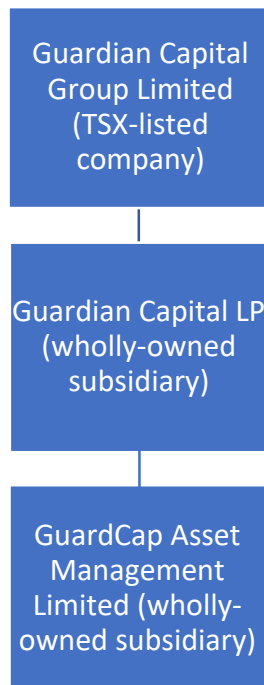 Guardian Capital
Group Limited
(TSX-listed
company)
Guardian Capital LP
(wholly-owned
subsidiary)
GuardCap Asset
Management
Limited (wholly-
owned subsidiary)